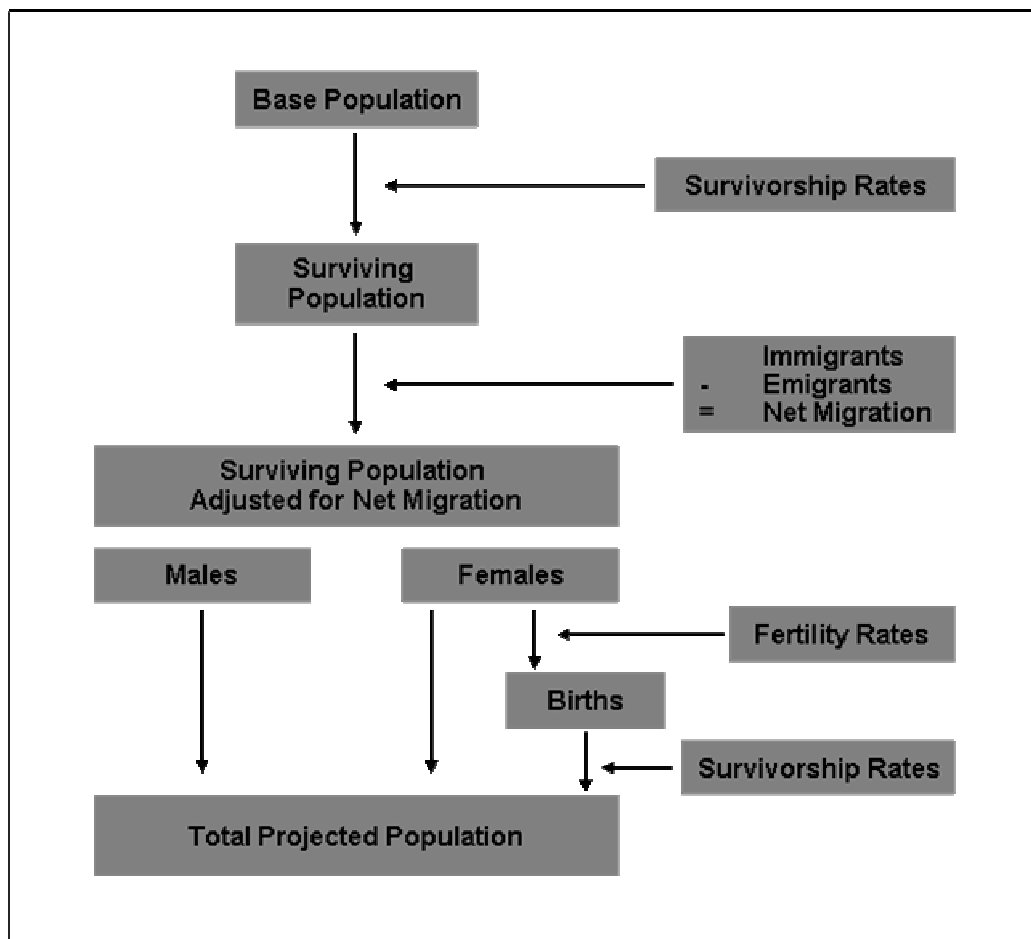 Base Population
Survivorship Rates
Surviving
Population
Immigrants
- Emigrants
= Net Migration
Surviving Population
Adjusted for Net Migration
Males
Females
Fertility Rates
Births
Survivorship Rates
Total Projected Population